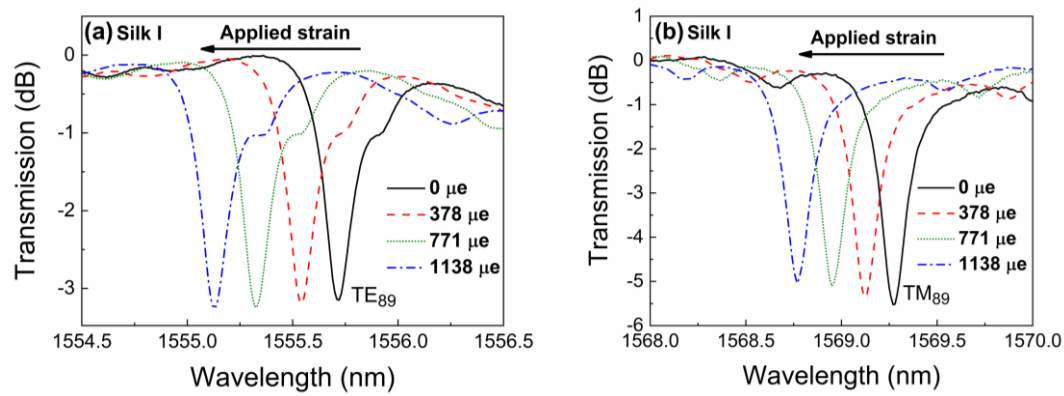 (a) Silk I
Applied strain
Transmission (dB)
0
-1
-2
-3
0 με
378 με
771 με
1138 με
TE₈₉
1554.5 1555.0 1555.5 1556.0 1556.5
Wavelength (nm)
(b) Silk I
Applied strain
Transmission (dB)
1
0
-1
-2
-3
-4
-5
-6
0 με
378 με
771 με
1138 με
TM₈₉
1568.0 1568.5 1569.0 1569.5 1570.0
Wavelength (nm)